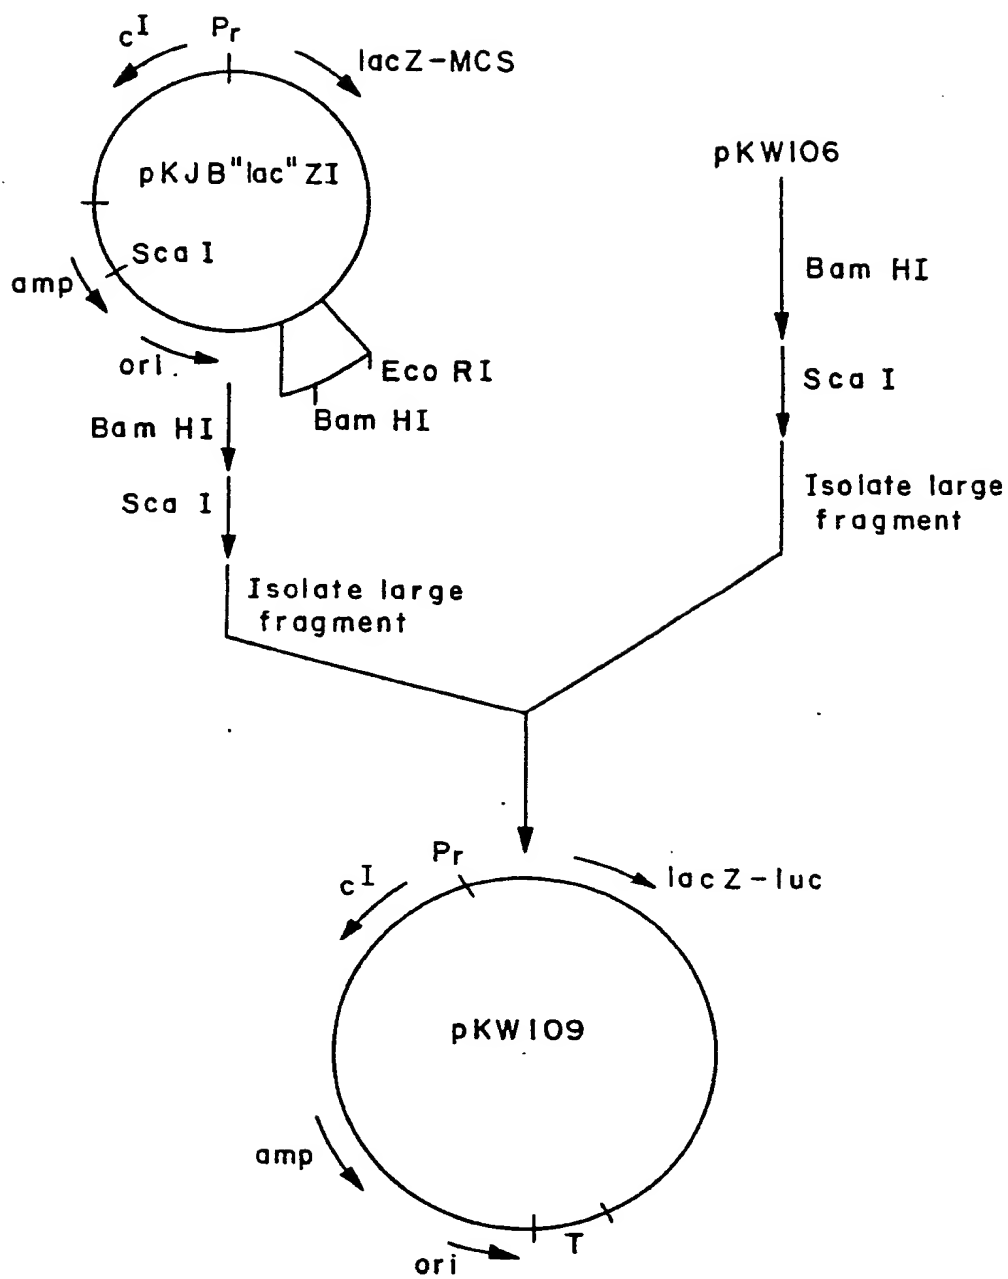 cI
Pr
lacZ-MCS
pKJB"lac"ZI
Sca I
amp
ori.
Eco RI
Bam HI
Bam HI
Sca I
Isolate large
fragment
pKW106
Bam HI
Sca I
Isolate large
fragment
Pr
cI
lacZ-luc
pKW109
amp
ori
T